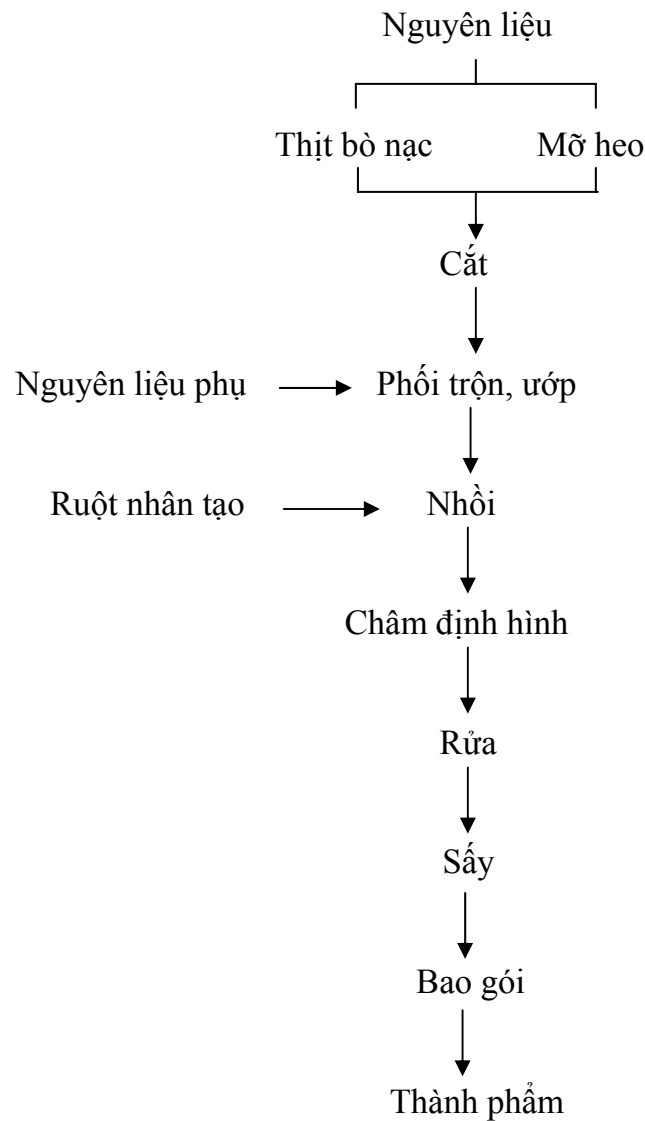 Nguyên liệu
Thịt bò nạc Mỡ heo
Cắt
Nguyên liệu phụ Phối trộn, ướp
Ruột nhân tạo Nhồi
Châm định hình
Rửa
Sấy
Bao gói
Thành phẩm